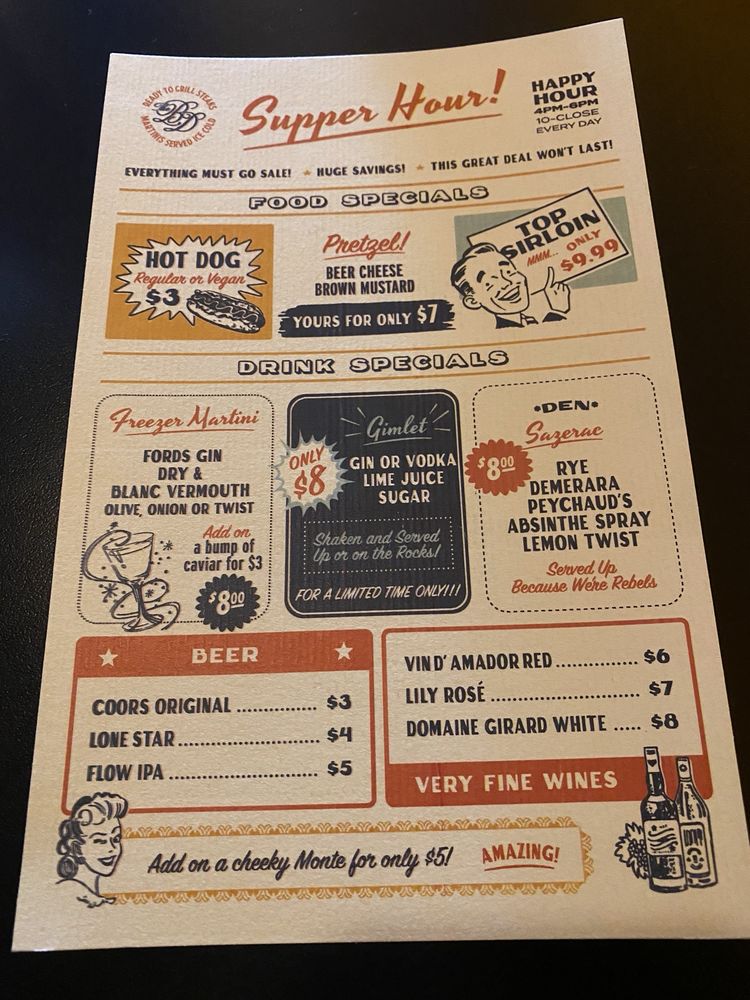 READY TO GRILL STEAKS
BD
MARTINIS SERVED ICE COLD
Supper Hour!
HAPPY
HOUR
4PM-6PM
10-CLOSE
EVERY DAY
EVERYTHING MUST GO SALE! ★ HUGE SAVINGS! ★ THIS GREAT DEAL WON'T LAST!
FOOD SPECIALS
HOT DOG
Regular or Vegan
$3
Pretzel!
BEER CHEESE
BROWN MUSTARD
YOURS FOR ONLY $7
TOP
SIRLOIN
MMM... ONLY
$9.99
DRINK SPECIALS
Freezer Martini
FORDS GIN
DRY &
BLANC VERMOUTH
OLIVE, ONION OR TWIST
Add on
a bump of
caviar for $3
$8.00
Gimlet
ONLY
$8
GIN OR VODKA
LIME JUICE
SUGAR
Shaken and Served
Up or on the Rocks!
FOR A LIMITED TIME ONLY!!!
•DEN•
Sazerac
$8.00
RYE
DEMERARA
PEYCHAUD'S
ABSINTHE SPRAY
LEMON TWIST
Served Up
Because We're Rebels
BEER
COORS ORIGINAL ............... $3
LONE STAR ......................... $4
FLOW IPA ........................... $5
VIN D'AMADOR RED ............... $6
LILY ROSÉ ........................... $7
DOMAINE GIRARD WHITE ..... $8
VERY FINE WINES
Add on a cheeky Monte for only $5!
AMAZING!